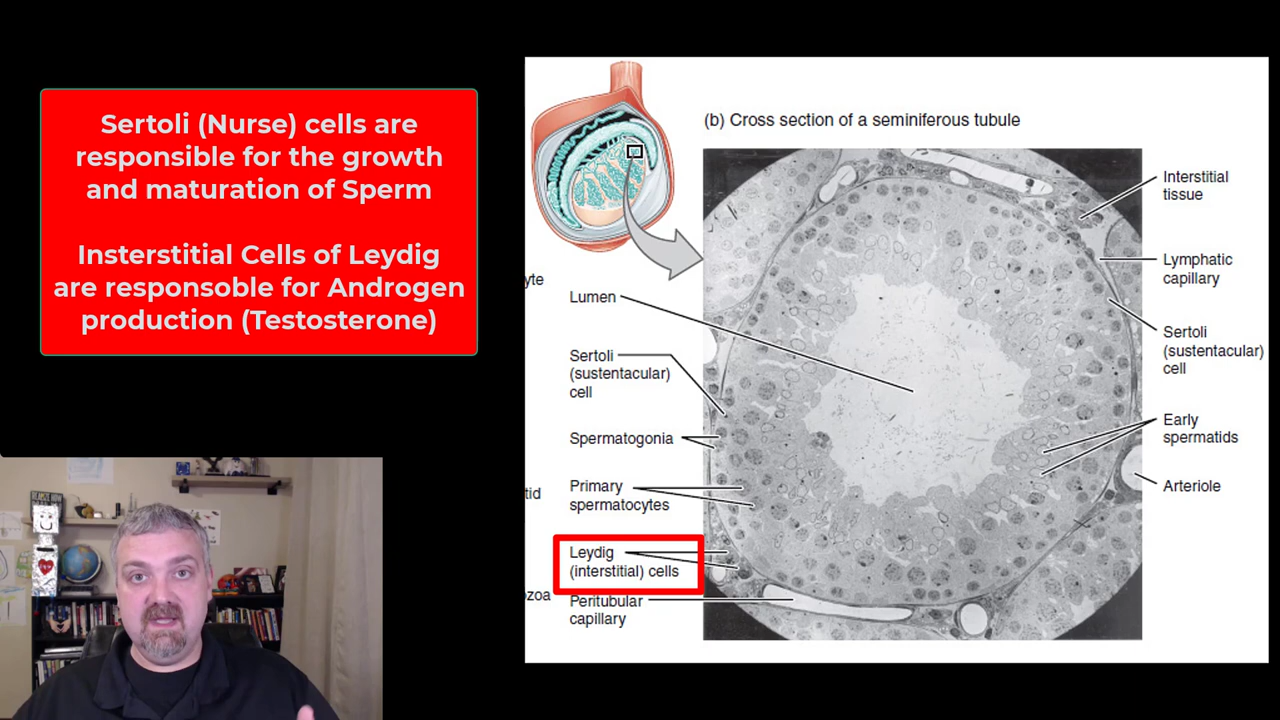 Sertoli (Nurse) cells are
responsible for the growth
and maturation of Sperm
Insterstitial Cells of Leydig
are responsoble for Androgen
production (Testosterone)
(b) Cross section of a seminiferous tubule
Interstitial
tissue
Lymphatic
capillary
Sertoli
(sustentacular)
cell
Early
spermatids
Arteriole
yte
Lumen
Sertoli
(sustentacular)
cell
Spermatogonia
tid
Primary
spermatocytes
Leydig
(interstitial) cells
ozoa
Peritubular
capillary